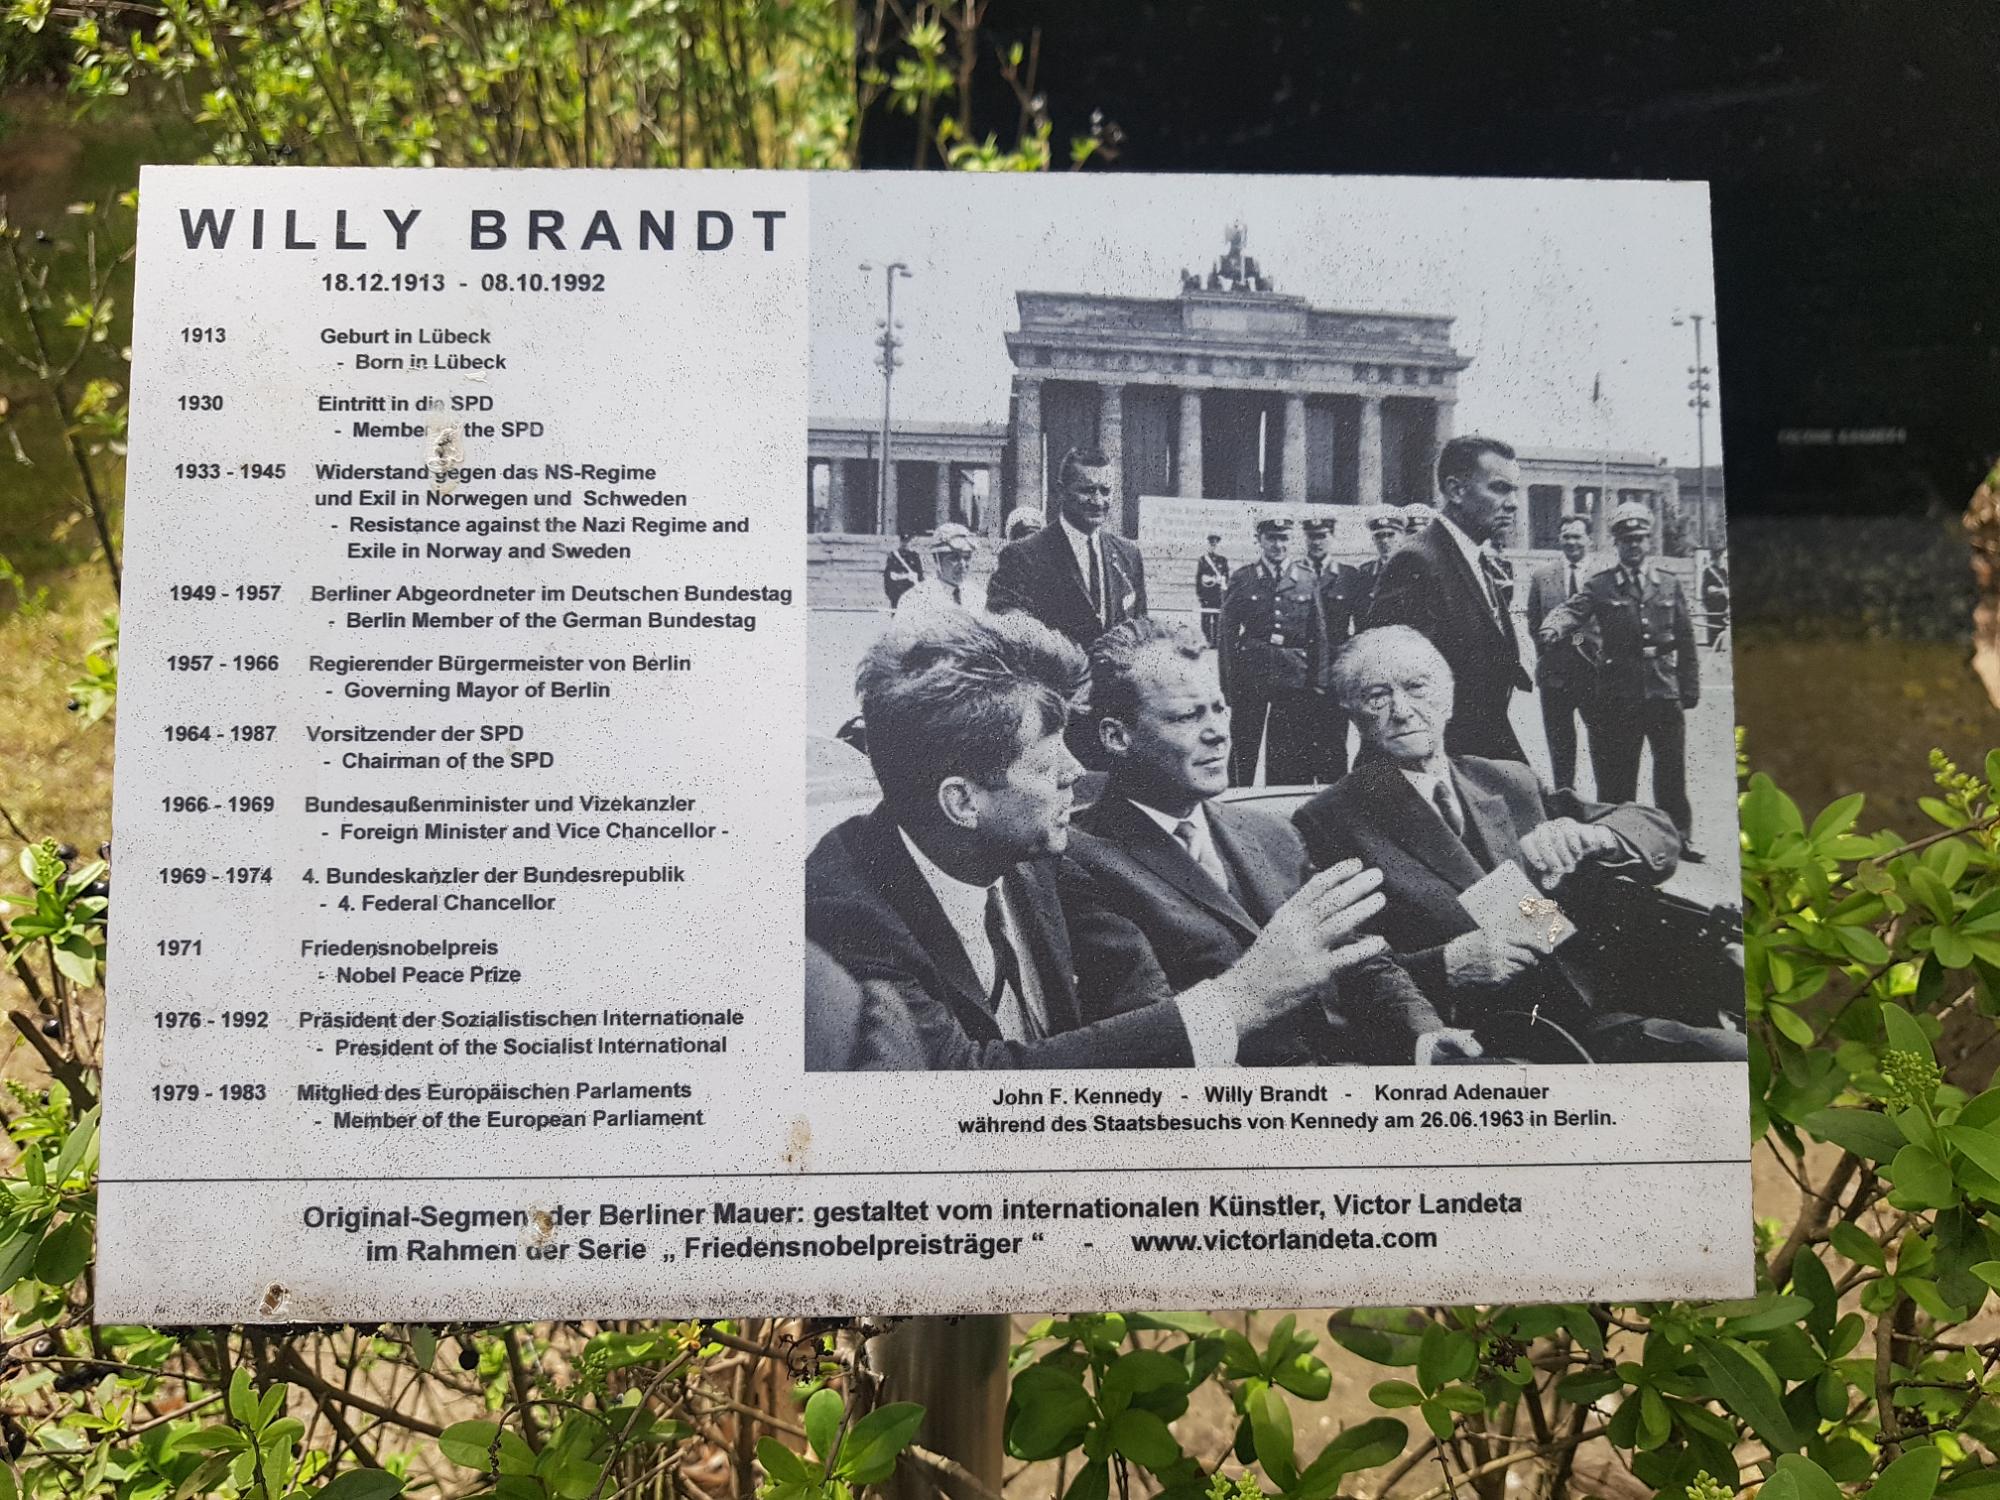 WILLY BRANDT
18.12.1913 - 08.10.1992
1913 Geburt in Lübeck
- Born in Lübeck
1930 Eintritt in die SPD
- Member the SPD
1933 - 1945 Widerstand gegen das NS-Regime
und Exil in Norwegen und Schweden
- Resistance against the Nazi Regime and
Exile in Norway and Sweden
1949 - 1957 Berliner Abgeordneter im Deutschen Bundestag
- Berlin Member of the German Bundestag
1957 - 1966 Regierender Bürgermeister von Berlin
- Governing Mayor of Berlin
1964 - 1987 Vorsitzender der SPD
- Chairman of the SPD
1966 - 1969 Bundesaußenminister und Vizekanzler
- Foreign Minister and Vice Chancellor -
1969 - 1974 4. Bundeskanzler der Bundesrepublik
- 4. Federal Chancellor
1971 Friedensnobelpreis
- Nobel Peace Prize
1976 - 1992 Präsident der Sozialistischen Internationale
- President of the Socialist International
1979 - 1983 Mitglied des Europäischen Parlaments
- Member of the European Parliament
John F. Kennedy - Willy Brandt - Konrad Adenauer
während des Staatsbesuchs von Kennedy am 26.06.1963 in Berlin.
Original-Segment der Berliner Mauer: gestaltet vom internationalen Künstler, Victor Landeta
im Rahmen der Serie „ Friedensnobelpreisträger “ - www.victorlandeta.com